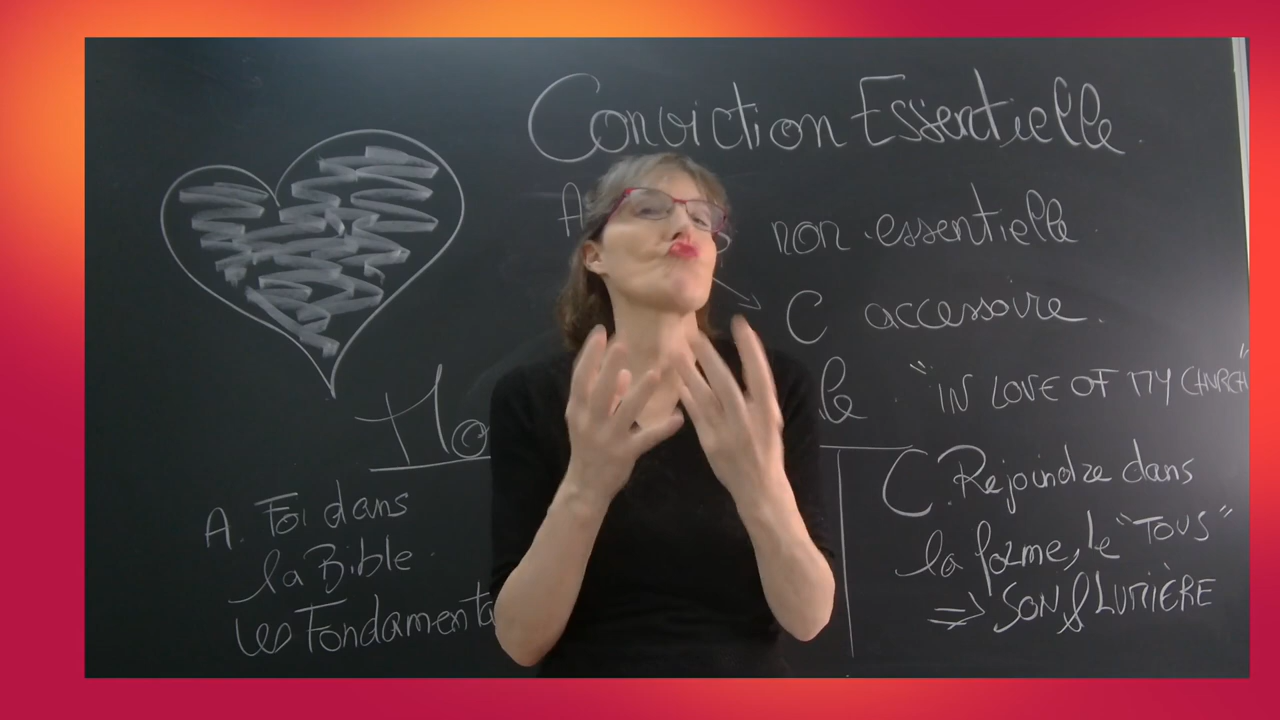 Conviction Essentielle.
A
non essentielle.
C accessoire.
"IN LOVE OF MY CHURCH"
A. Foi dans
la Bible.
les Fondamenta
C. Rejoindre dans
la forme, le "TOUS"
=> SON & LUMIÈRE